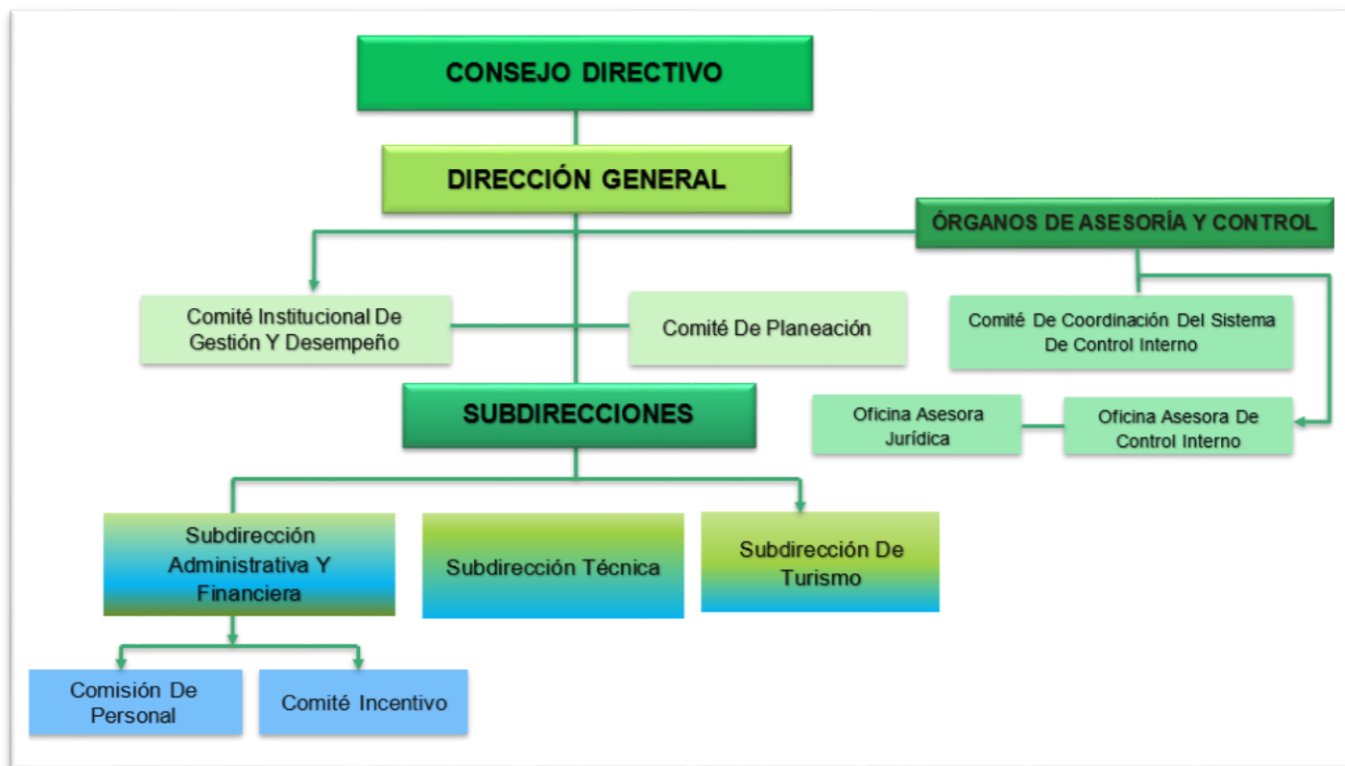 CONSEJO DIRECTIVO
DIRECCIÓN GENERAL
ÓRGANOS DE ASESORÍA Y CONTROL
Comité Institucional De
Gestión Y Desempeño
Comité De Planeación
Comité De Coordinación Del Sistema
De Control Interno
SUBDIRECCIONES
Oficina Asesora
Jurídica
Oficina Asesora De
Control Interno
Subdirección
Administrativa Y
Financiera
Subdirección Técnica
Subdirección De
Turismo
Comisión De
Personal
Comité Incentivo